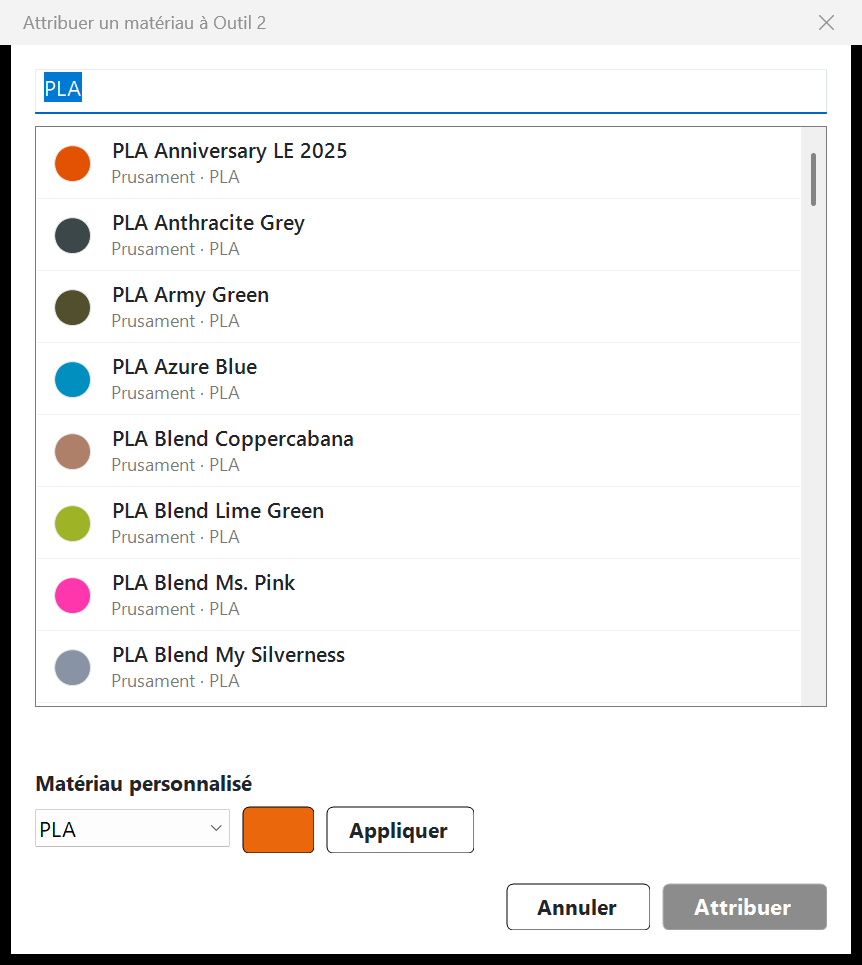 Attribuer un matériau à Outil 2
PLA
PLA Anniversary LE 2025
Prusament · PLA
PLA Anthracite Grey
Prusament · PLA
PLA Army Green
Prusament · PLA
PLA Azure Blue
Prusament · PLA
PLA Blend Coppercabana
Prusament · PLA
PLA Blend Lime Green
Prusament · PLA
PLA Blend Ms. Pink
Prusament · PLA
PLA Blend My Silverness
Prusament · PLA
Matériau personnalisé
PLA
Appliquer
Annuler
Attribuer